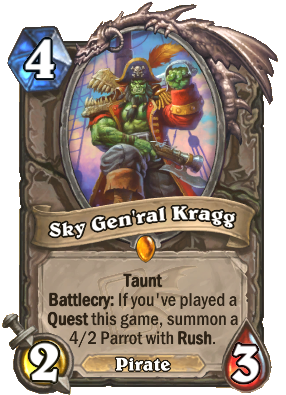 4
Sky Gen'ral Kragg
Taunt
Battlecry: If you've played a
Quest this game, summon a
4/2 Parrot with Rush.
2
Pirate
3